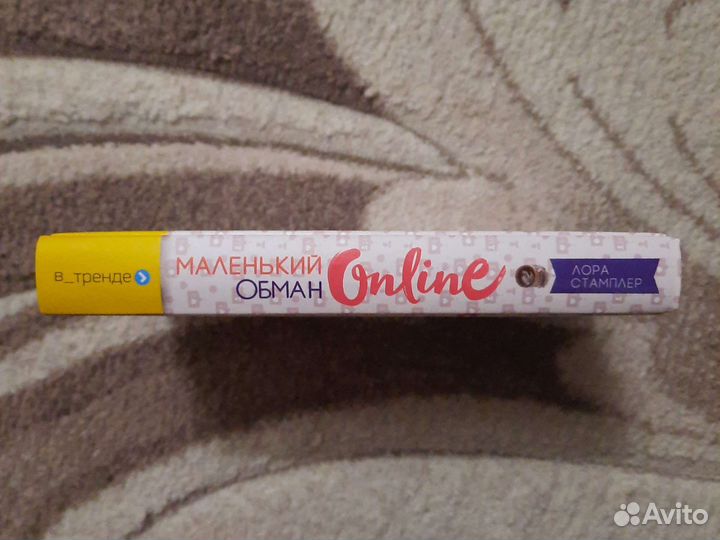 в_тренде
МАЛЕНЬКИЙ
ОБМАН
Online
ЛОРА
СТАМПЛЕР
Avito